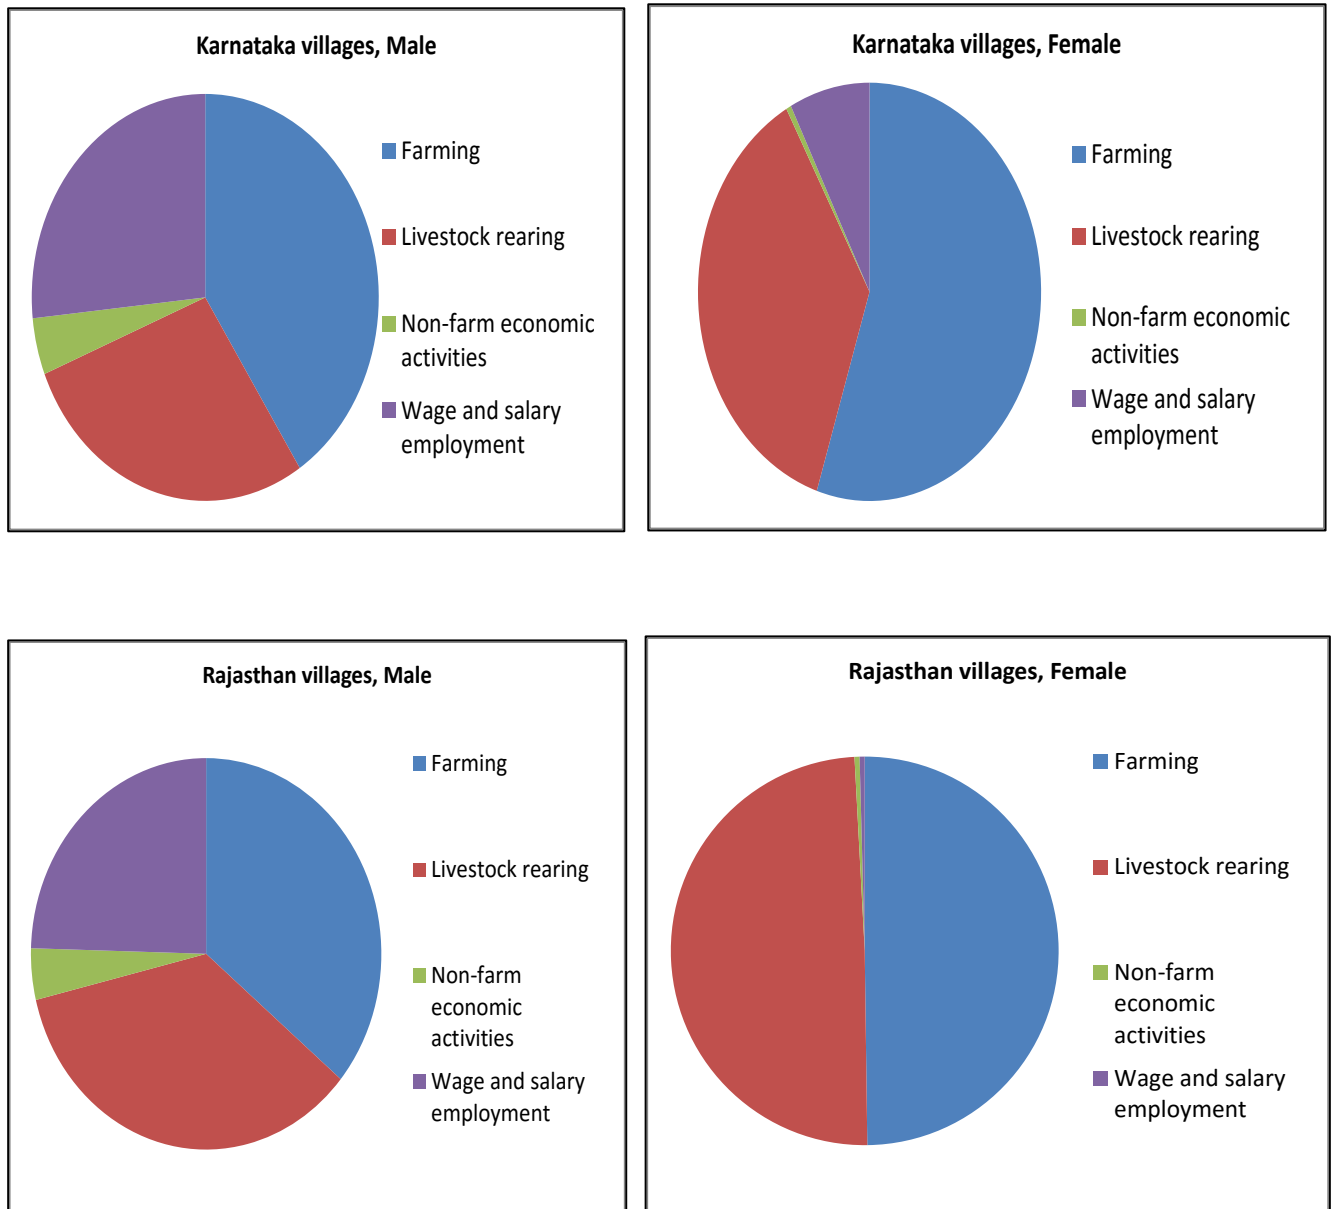 Karnataka villages, Male
Farming
Livestock rearing
Non-farm economic
activities
Wage and salary
employment
Karnataka villages, Female
Farming
Livestock rearing
Non-farm economic
activities
Wage and salary
employment
Rajasthan villages, Male
Farming
Livestock rearing
Non-farm
economic
activities
Wage and salary
employment
Rajasthan villages, Female
Farming
Livestock rearing
Non-farm
economic
activities
Wage and salary
employment